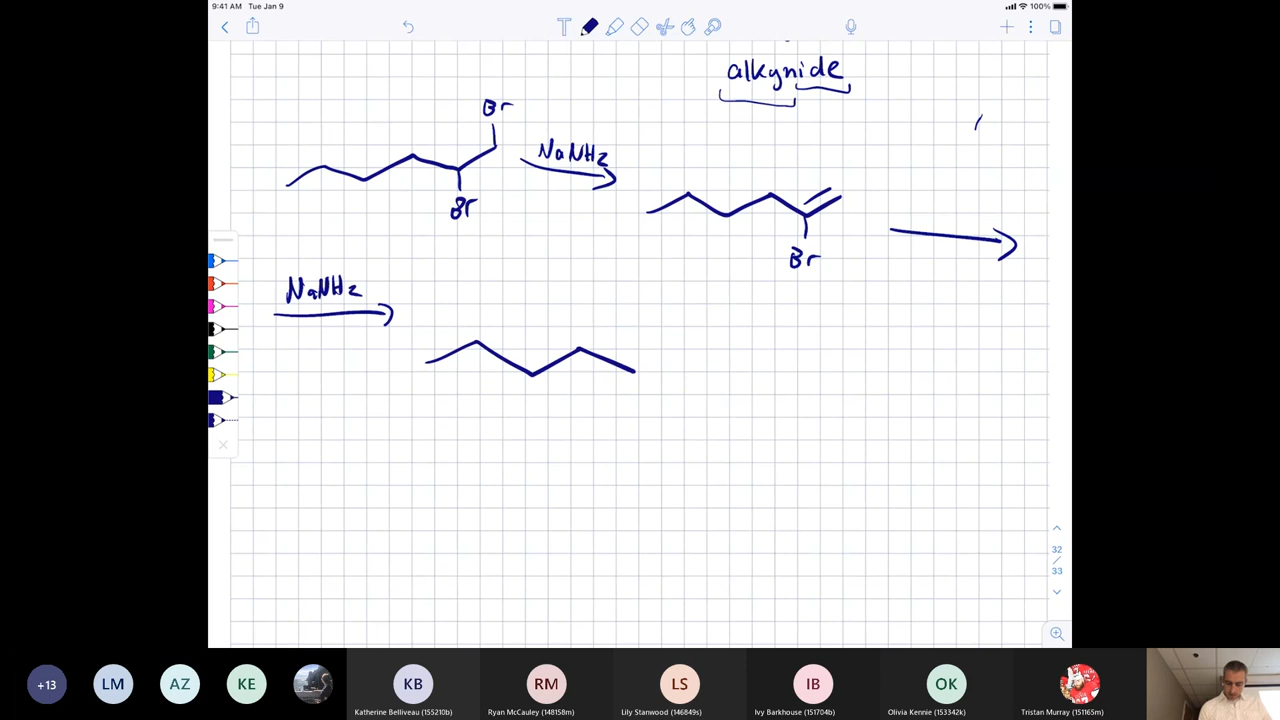 9:41 AM Tue Jan 9
100%
T
alkynide
Br
NaNH2
Br
Br
NaNH2
32
33
+13
LM
AZ
KE
KB
RM
LS
IB
OK
Katherine Belliveau (155210b)
Ryan McCauley (148158m)
Lily Stanwood (146849s)
Ivy Barkhouse (151704b)
Olivia Kennie (153342k)
Tristan Murray (151165m)